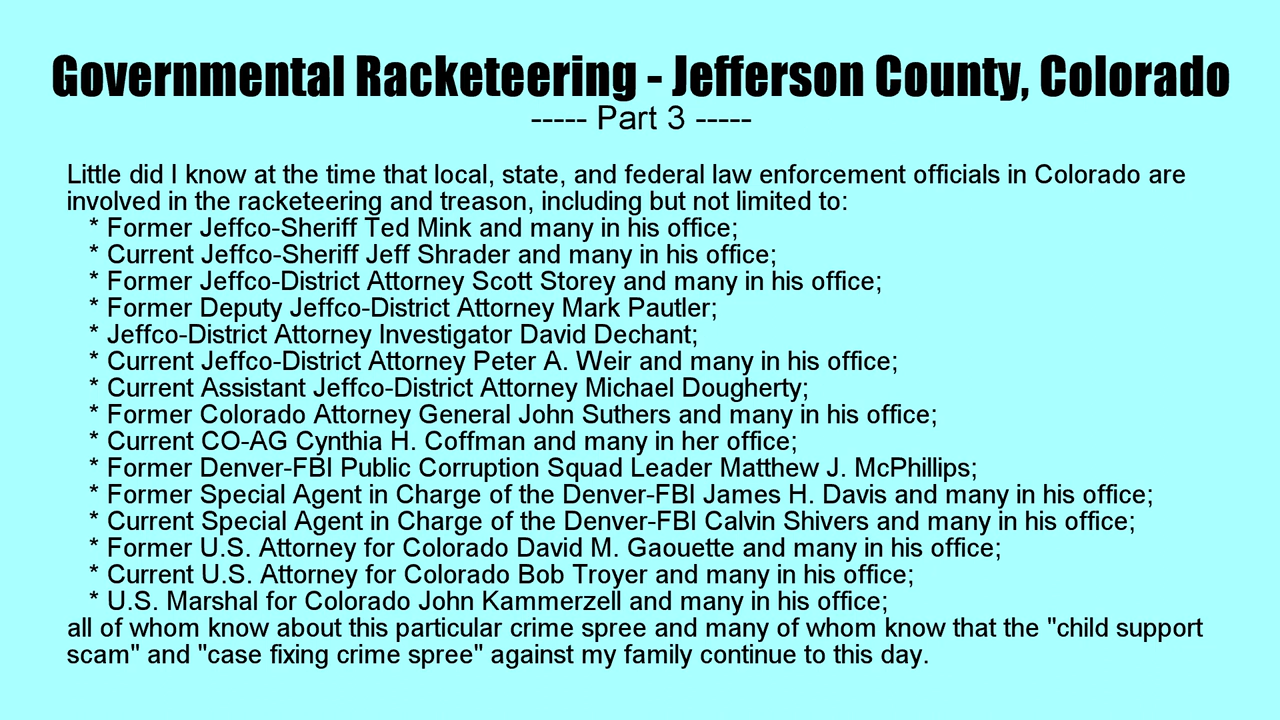 Governmental Racketeering - Jefferson County, Colorado
----- Part 3 -----
Little did I know at the time that local, state, and federal law enforcement officials in Colorado are
involved in the racketeering and treason, including but not limited to:
* Former Jeffco-Sheriff Ted Mink and many in his office;
* Current Jeffco-Sheriff Jeff Shrader and many in his office;
* Former Jeffco-District Attorney Scott Storey and many in his office;
* Former Deputy Jeffco-District Attorney Mark Pautler;
* Jeffco-District Attorney Investigator David Dechant;
* Current Jeffco-District Attorney Peter A. Weir and many in his office;
* Current Assistant Jeffco-District Attorney Michael Dougherty;
* Former Colorado Attorney General John Suthers and many in his office;
* Current CO-AG Cynthia H. Coffman and many in her office;
* Former Denver-FBI Public Corruption Squad Leader Matthew J. McPhillips;
* Former Special Agent in Charge of the Denver-FBI James H. Davis and many in his office;
* Current Special Agent in Charge of the Denver-FBI Calvin Shivers and many in his office;
* Former U.S. Attorney for Colorado David M. Gaouette and many in his office;
* Current U.S. Attorney for Colorado Bob Troyer and many in his office;
* U.S. Marshal for Colorado John Kammerzell and many in his office;
all of whom know about this particular crime spree and many of whom know that the "child support
scam" and "case fixing crime spree" against my family continue to this day.